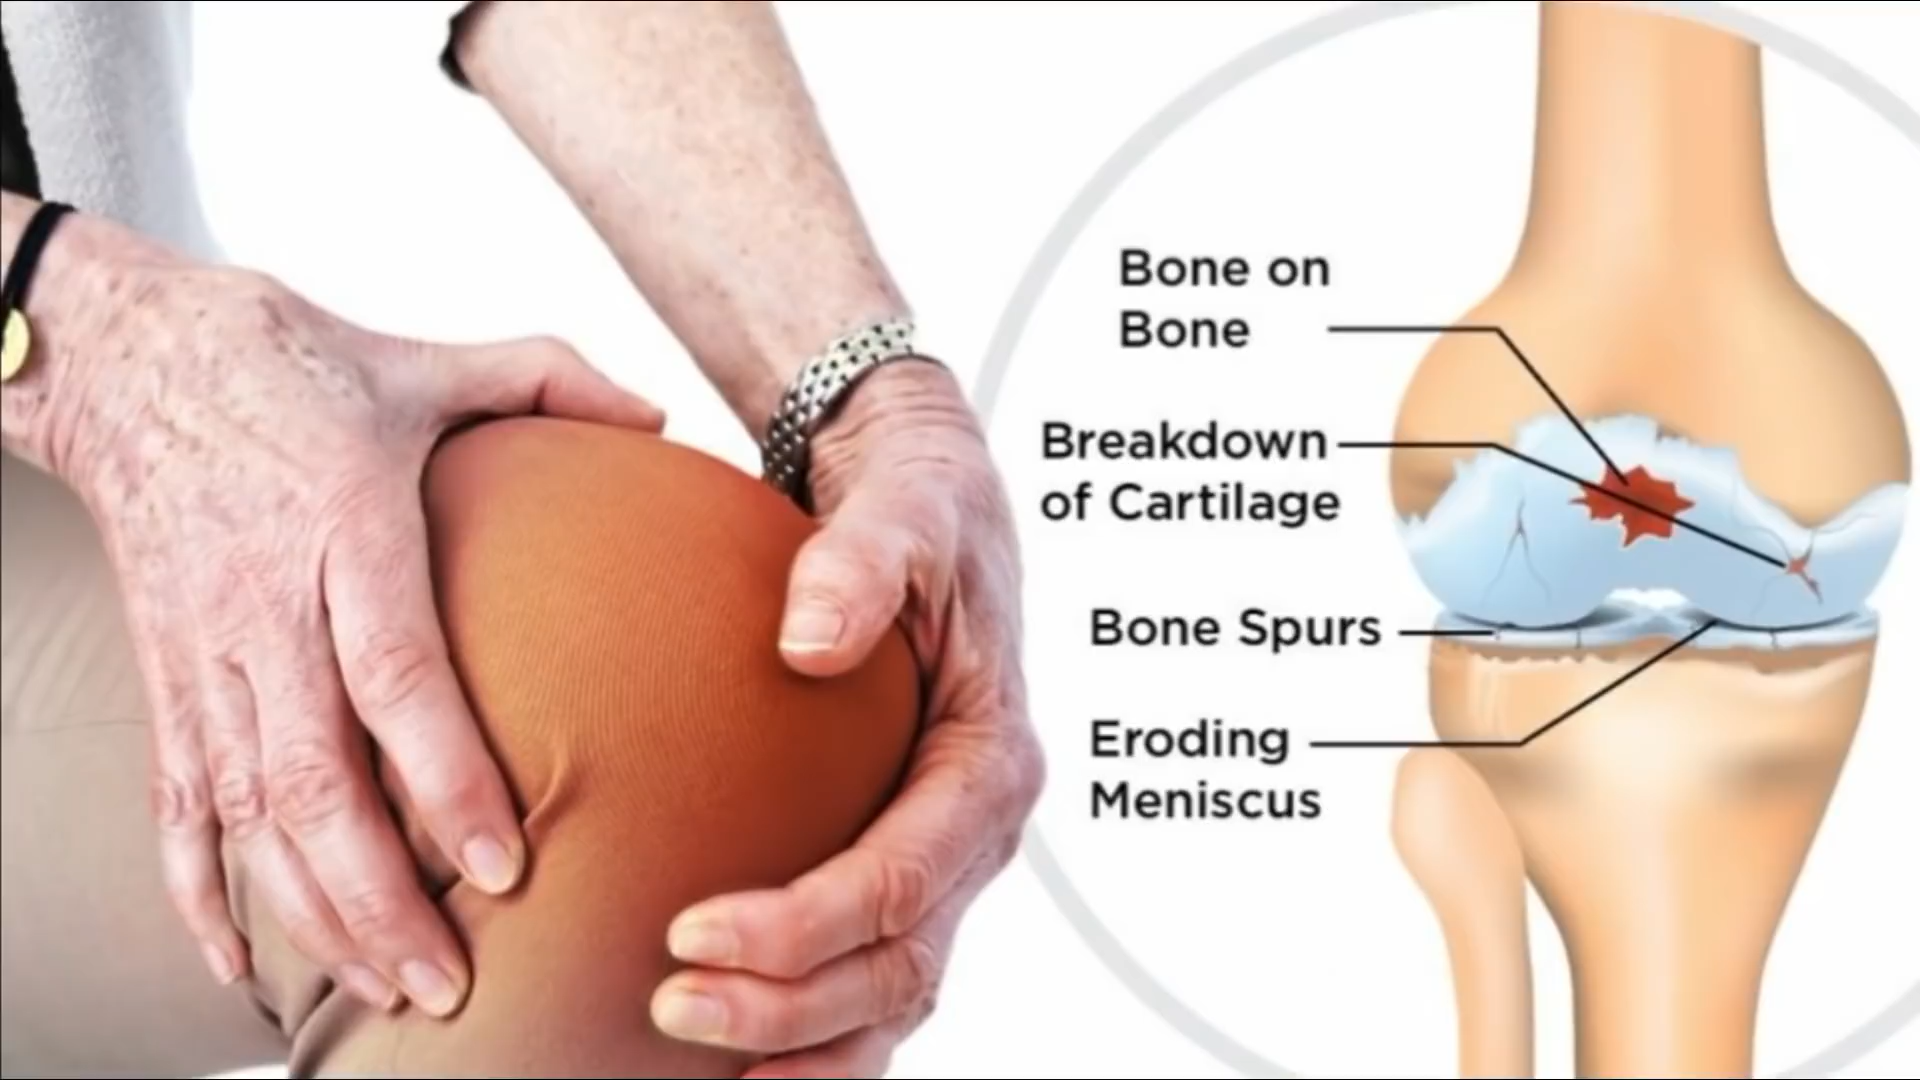 Bone on
Bone
Breakdown
of Cartilage
Bone Spurs
Eroding
Meniscus